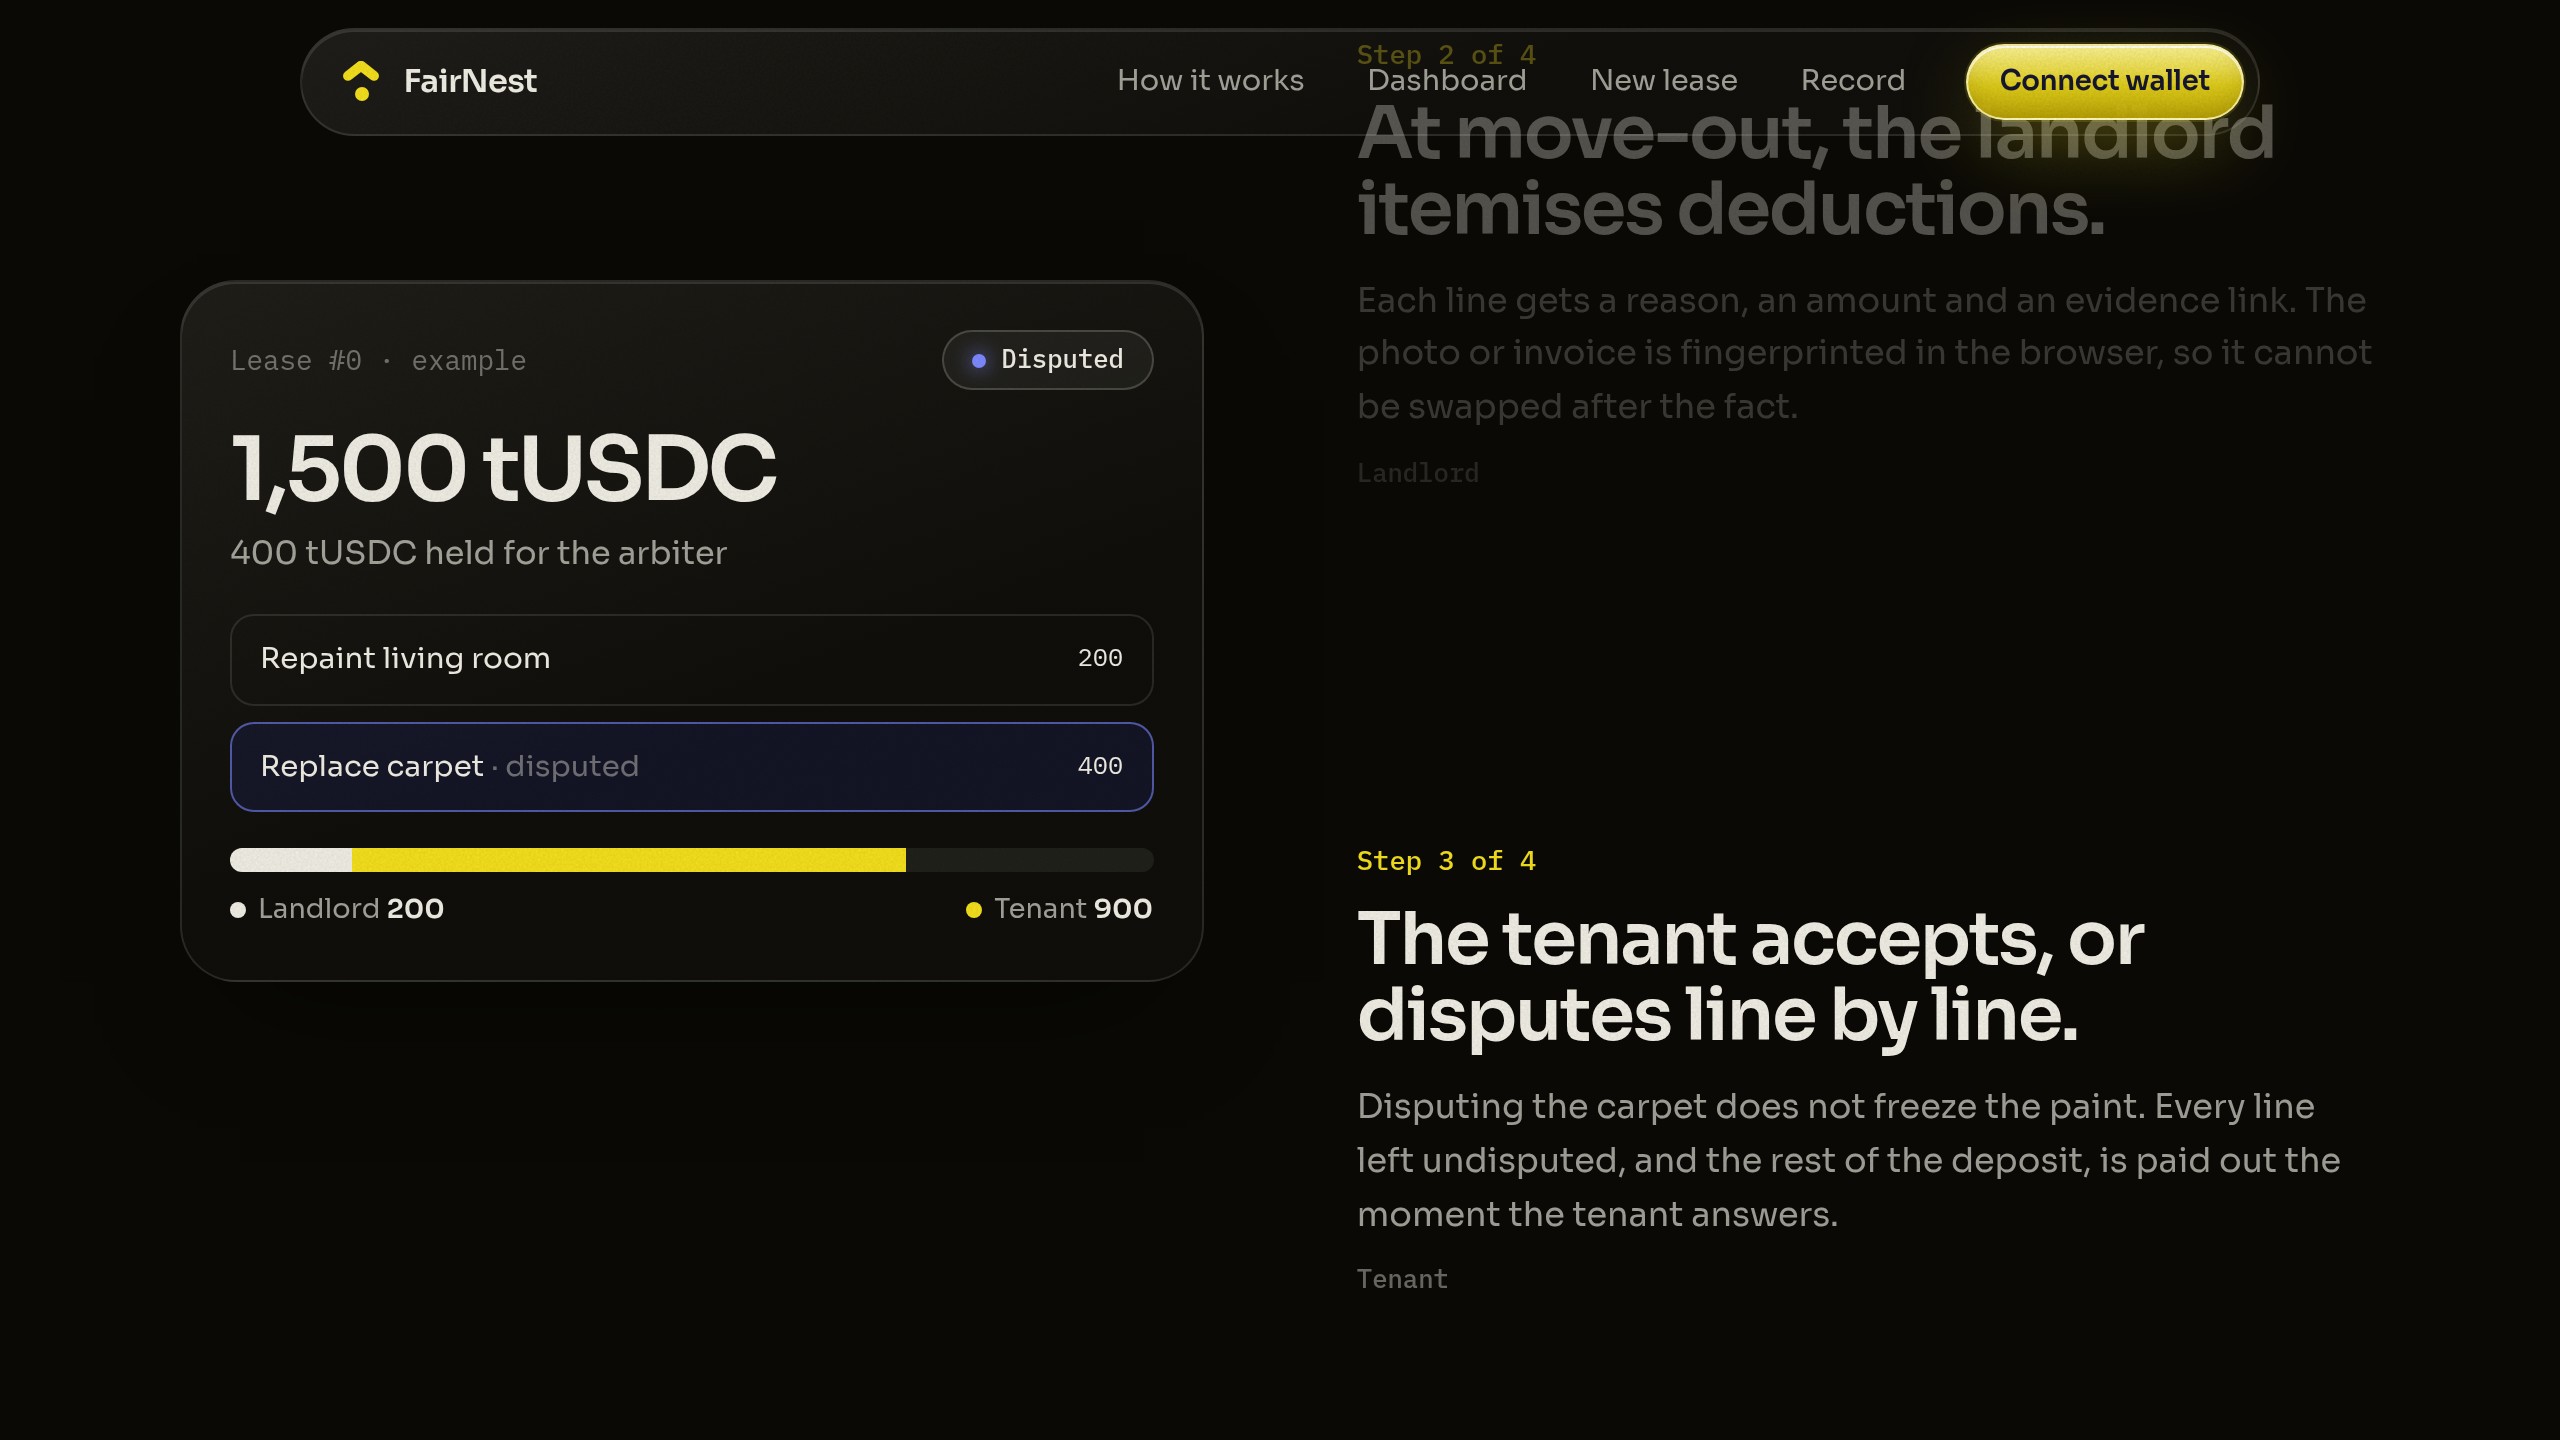 FairNest
How it works
Dashboard
New lease
Record
Connect wallet
Step 2 of 4
At move-out, the landlord
itemises deductions.
Each line gets a reason, an amount and an evidence link. The
photo or invoice is fingerprinted in the browser, so it cannot
be swapped after the fact.
Landlord
Lease #0 · example
Disputed
1,500 tUSDC
400 tUSDC held for the arbiter
Repaint living room 200
Replace carpet · disputed 400
Landlord 200
Tenant 900
Step 3 of 4
The tenant accepts, or
disputes line by line.
Disputing the carpet does not freeze the paint. Every line
left undisputed, and the rest of the deposit, is paid out the
moment the tenant answers.
Tenant